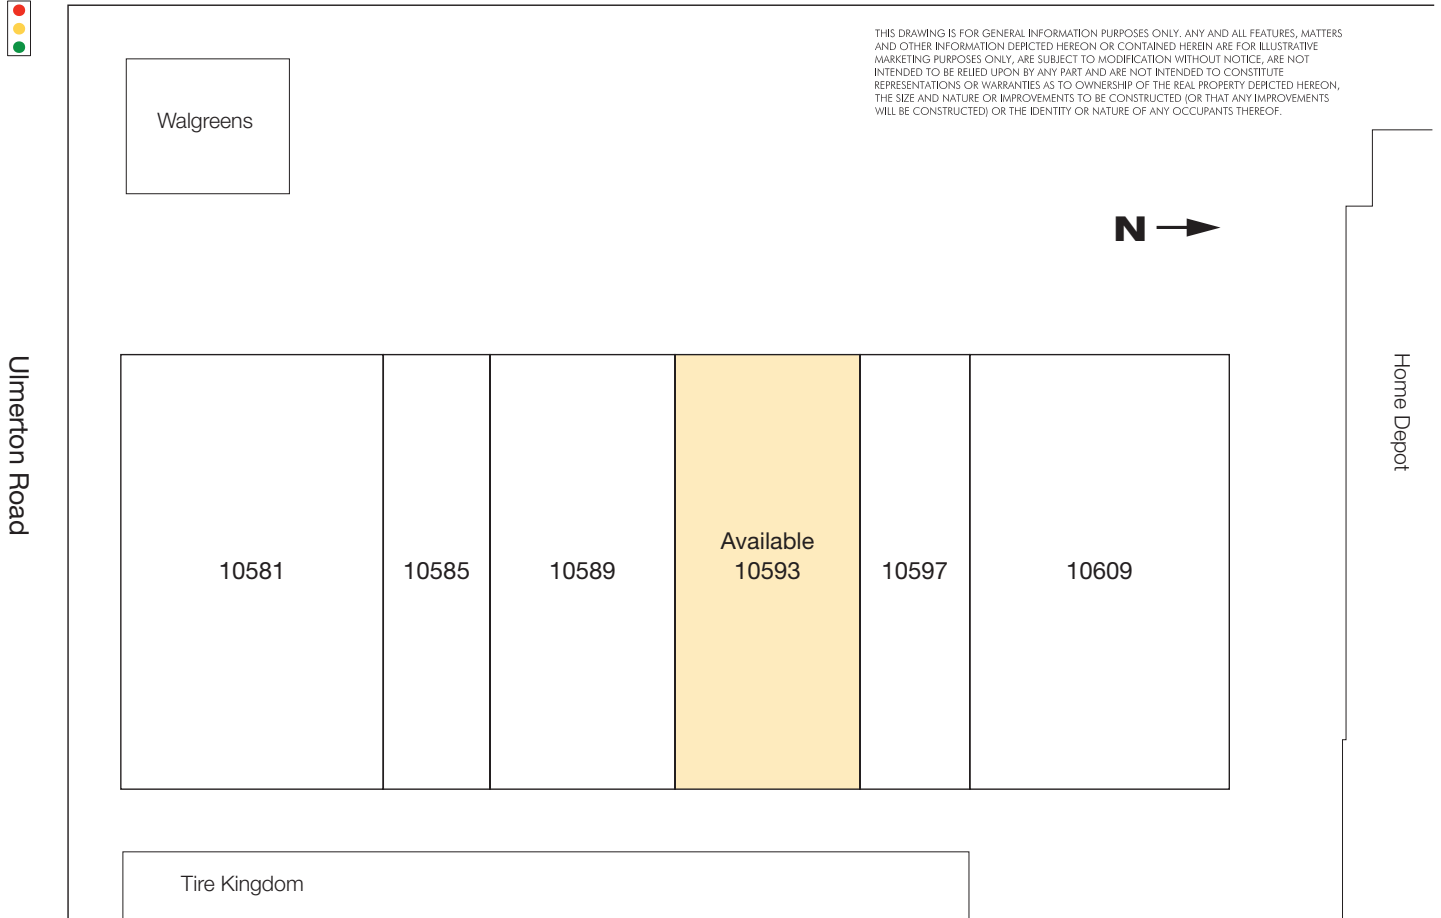 THIS DRAWING IS FOR GENERAL INFORMATION PURPOSES ONLY. ANY AND ALL FEATURES, MATTERS
AND OTHER INFORMATION DEPICTED HEREON OR CONTAINED HEREIN ARE FOR ILLUSTRATIVE
MARKETING PURPOSES ONLY, ARE SUBJECT TO MODIFICATION WITHOUT NOTICE, ARE NOT
INTENDED TO BE RELIED UPON BY ANY PART AND ARE NOT INTENDED TO CONSTITUTE
REPRESENTATIONS OR WARRANTIES AS TO OWNERSHIP OF THE REAL PROPERTY DEPICTED HEREON,
THE SIZE AND NATURE OR IMPROVEMENTS TO BE CONSTRUCTED (OR THAT ANY IMPROVEMENTS
WILL BE CONSTRUCTED) OR THE IDENTITY OR NATURE OF ANY OCCUPANTS THEREOF.
Walgreens
N
Ulmerton Road
Home Depot
10581
10585
10589
Available
10593
10597
10609
Tire Kingdom